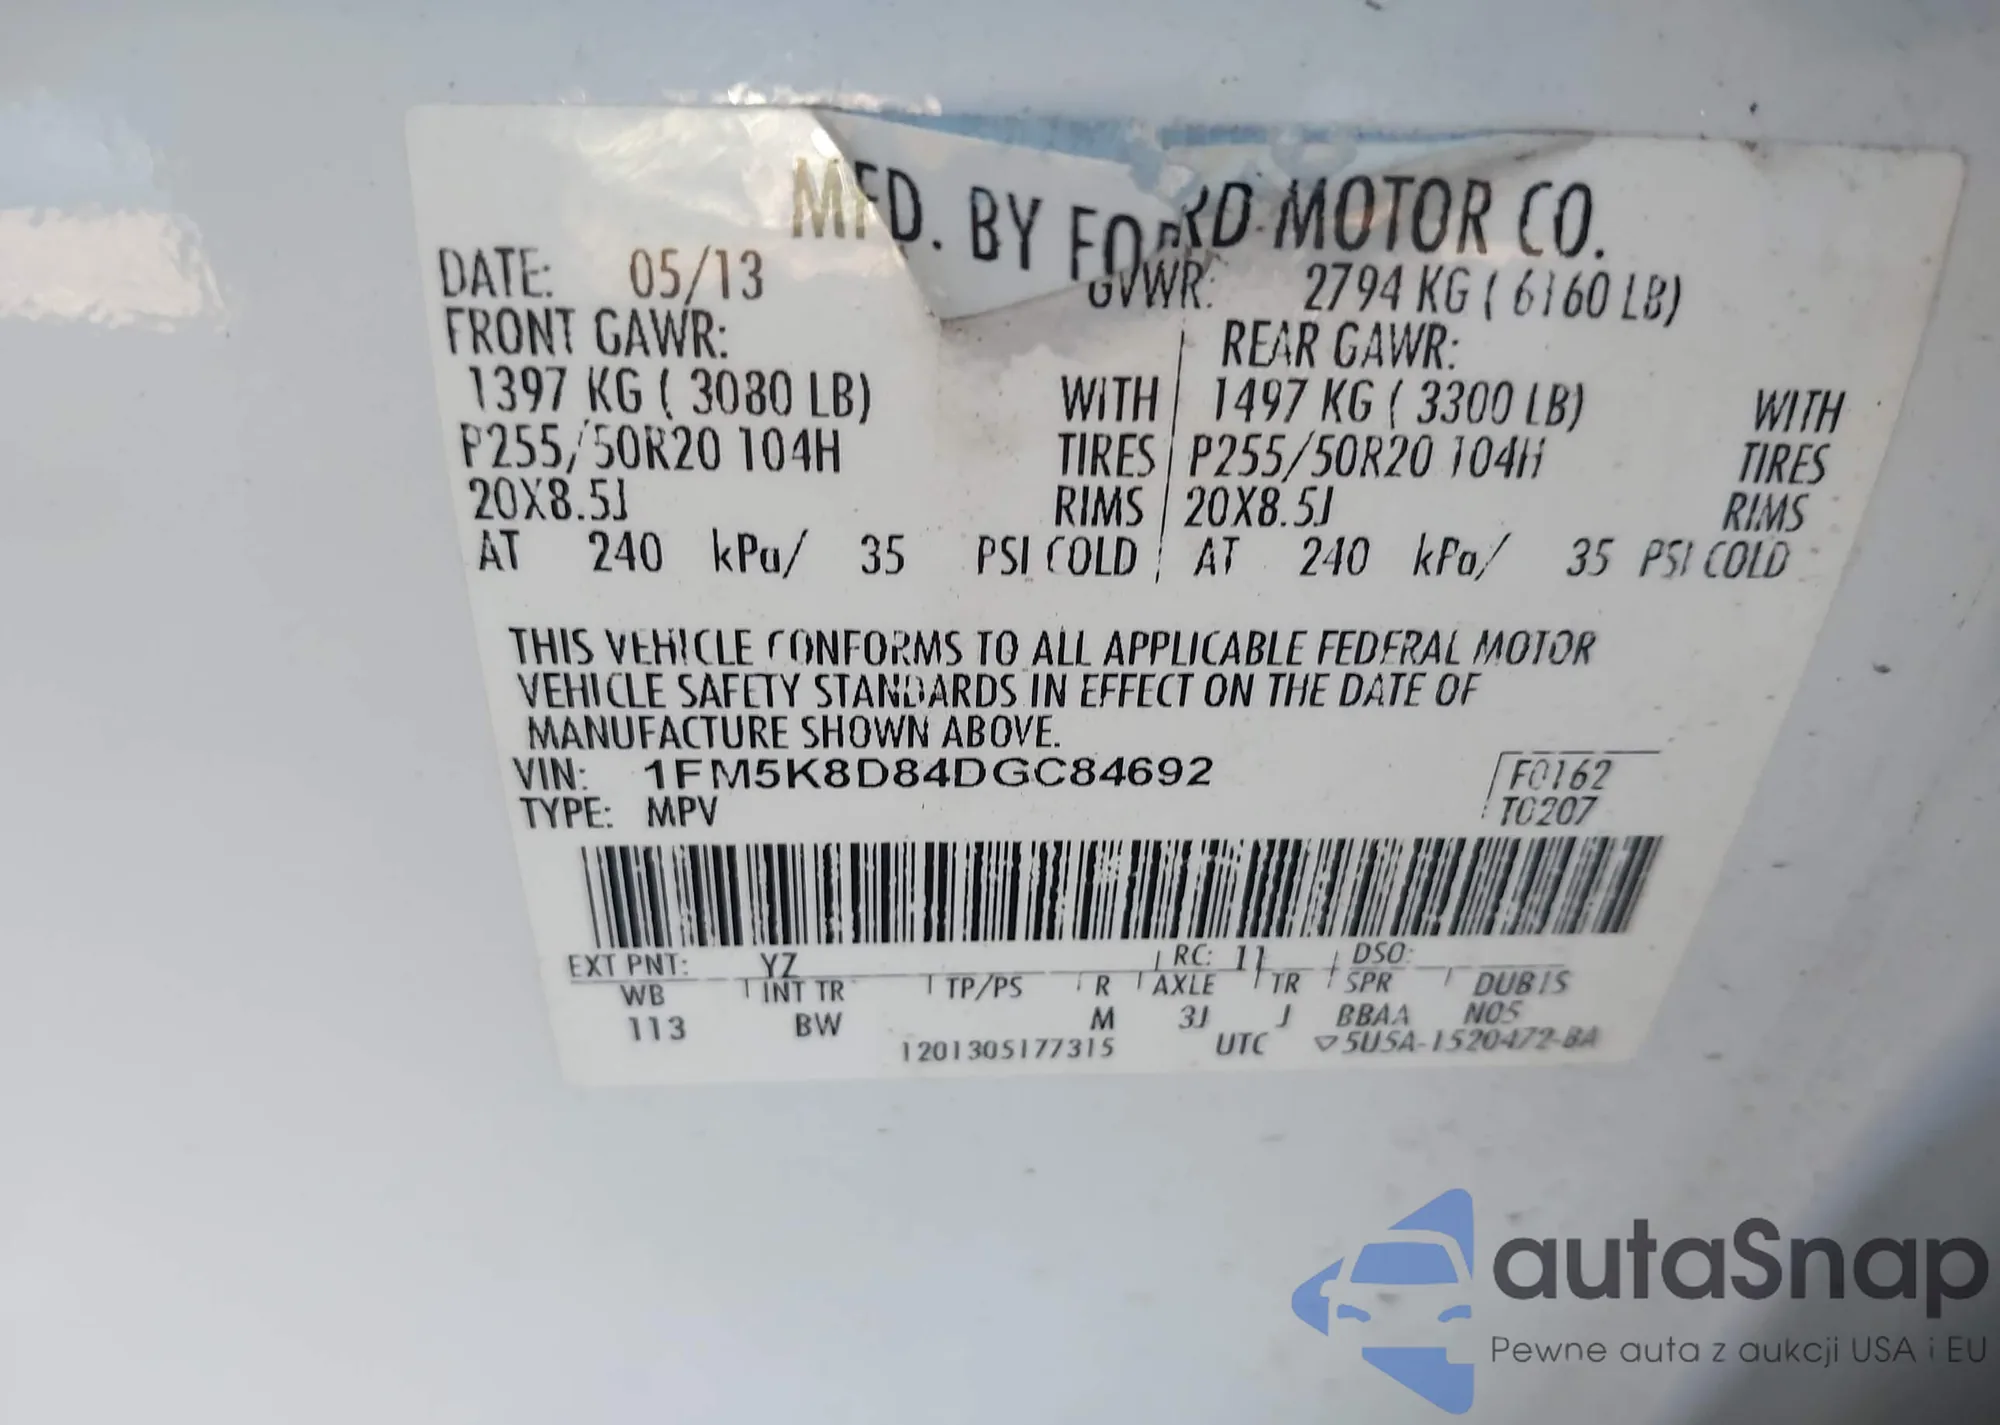 MFD. BY FORD MOTOR CO.
DATE: 05/13 GVWR: 2794 KG ( 6160 LB)
FRONT GAWR: REAR GAWR:
1397 KG ( 3080 LB) WITH 1497 KG ( 3300 LB) WITH
P255/50R20 104H TIRES P255/50R20 104H TIRES
20X8.5J RIMS 20X8.5J RIMS
AT 240 kPa/ 35 PSI COLD AT 240 kPa/ 35 PSI COLD
THIS VEHICLE CONFORMS TO ALL APPLICABLE FEDERAL MOTOR
VEHICLE SAFETY STANDARDS IN EFFECT ON THE DATE OF
MANUFACTURE SHOWN ABOVE.
VIN: 1FM5K8D84DGC84692 F0162
TYPE: MPV T0207
EXT PNT: YZ RC: 11 DSO:
WB INT TR TP/PS R AXLE TR SPR DUBIS
113 BW M 3J J BBAA N05
1201305177315 UTC ▽5U5A-1520472-BA
autaSnap
Pewne auta z aukcji USA i EU